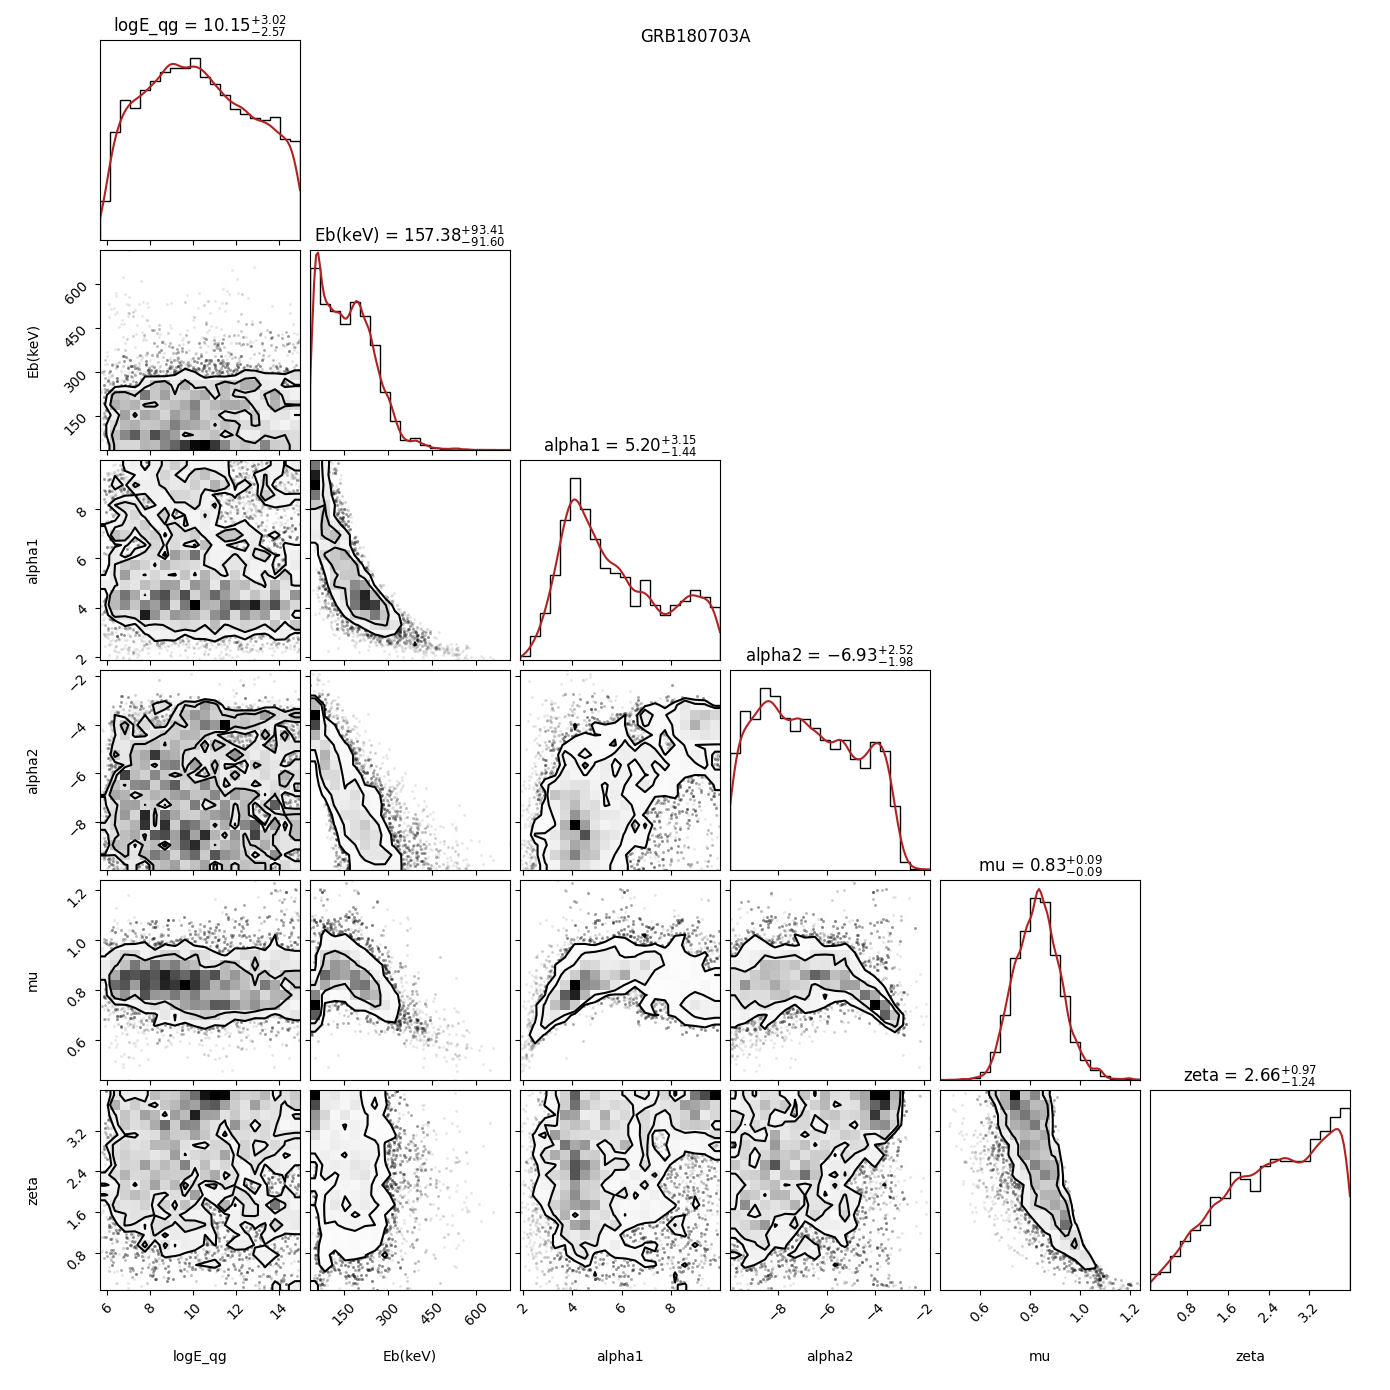 logE_qg = 10.15+3.02−2.57
GRB180703A
Eb(keV) = 157.38+93.41−91.60
600
450
300
150
Eb(keV)
alpha1 = 5.20+3.15−1.44
8
6
4
2
alpha1
alpha2 = −6.93+2.52−1.98
−2
−4
−6
−8
alpha2
mu = 0.83+0.09−0.09
1.2
1.0
0.8
0.6
mu
zeta = 2.66+0.97−1.24
3.2
2.4
1.6
0.8
zeta
6 8 10 12 14
150 300 450 600
2 4 6 8
−8 −6 −4 −2
0.6 0.8 1.0 1.2
0.8 1.6 2.4 3.2
logE_qg
Eb(keV)
alpha1
alpha2
mu
zeta